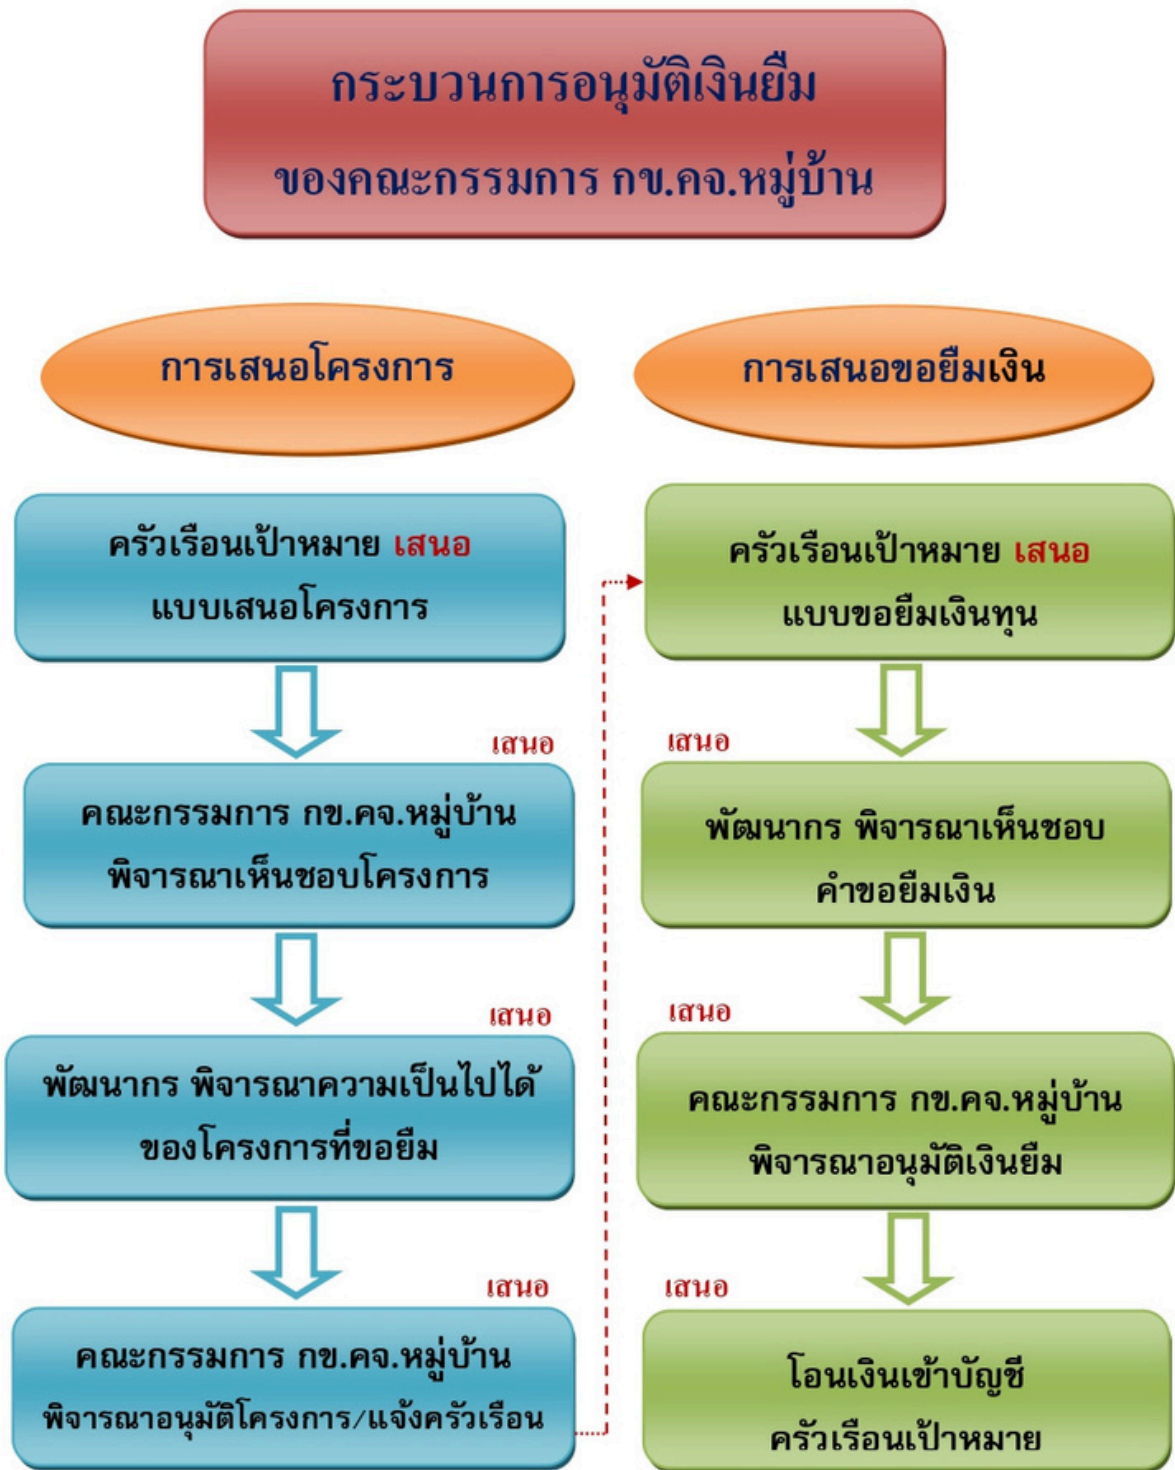 กระบวนการอนุมัติเงินยืม
ของคณะกรรมการ กข.คจ.หมู่บ้าน
การเสนอโครงการ
ครัวเรือนเป้าหมาย เสนอ
แบบเสนอโครงการ
เสนอ
คณะกรรมการ กข.คจ.หมู่บ้าน
พิจารณาเห็นชอบโครงการ
เสนอ
พัฒนากร พิจารณาความเป็นไปได้
ของโครงการที่ขอยืม
เสนอ
คณะกรรมการ กข.คจ.หมู่บ้าน
พิจารณาอนุมัติโครงการ/แจ้งครัวเรือน
การเสนอขอยืมเงิน
ครัวเรือนเป้าหมาย เสนอ
แบบขอยืมเงินทุน
เสนอ
พัฒนากร พิจารณาเห็นชอบ
คำขอยืมเงิน
เสนอ
คณะกรรมการ กข.คจ.หมู่บ้าน
พิจารณาอนุมัติเงินยืม
เสนอ
โอนเงินเข้าบัญชี
ครัวเรือนเป้าหมาย